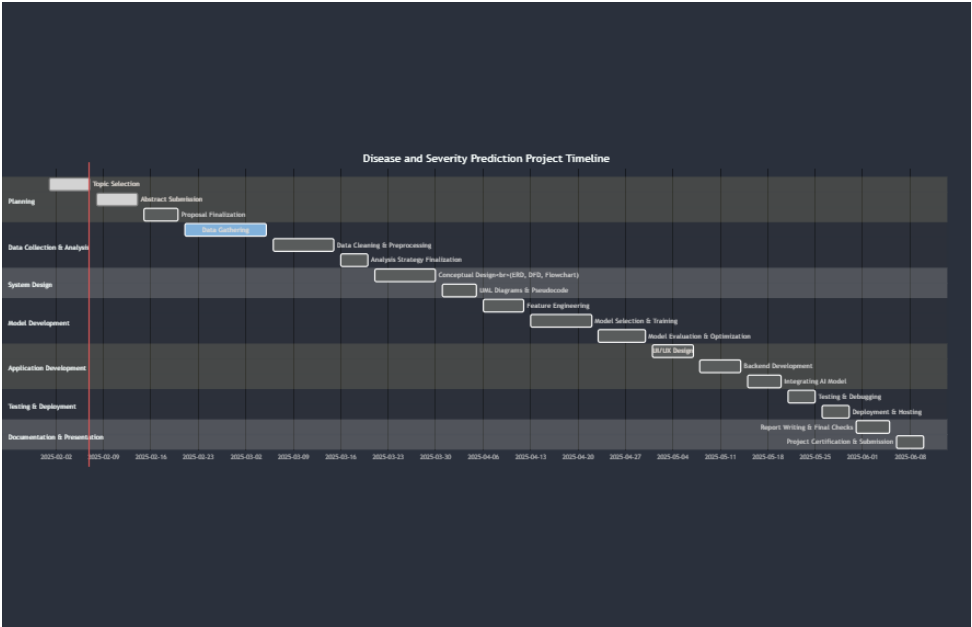 Disease and Severity Prediction Project Timeline
Planning
Topic Selection
Abstract Submission
Proposal Finalization
Data Collection & Analysis
Data Gathering
Data Cleaning & Preprocessing
Analysis Strategy Finalization
System Design
Conceptual Design<br>(ERD, DFD, Flowchart)
UML Diagrams & Pseudocode
Model Development
Feature Engineering
Model Selection & Training
Model Evaluation & Optimization
Application Development
UI/UX Design
Backend Development
Integrating AI Model
Testing & Deployment
Testing & Debugging
Deployment & Hosting
Documentation & Presentation
Report Writing & Final Checks
Project Certification & Submission
2025-02-02 2025-02-09 2025-02-16 2025-02-23 2025-03-02 2025-03-09 2025-03-16 2025-03-23 2025-03-30 2025-04-06 2025-04-13 2025-04-20 2025-04-27 2025-05-04 2025-05-11 2025-05-18 2025-05-25 2025-06-01 2025-06-08